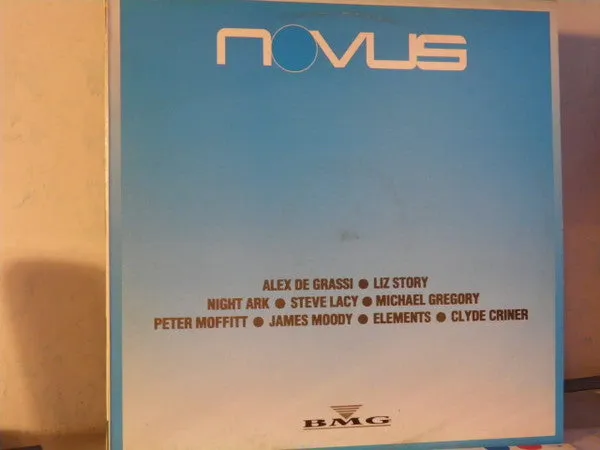 NOVUS
ALEX DE GRASSI ● LIZ STORY
NIGHT ARK ● STEVE LACY ● MICHAEL GREGORY
PETER MOFFITT ● JAMES MOODY ● ELEMENTS ● CLYDE CRINER
BMG